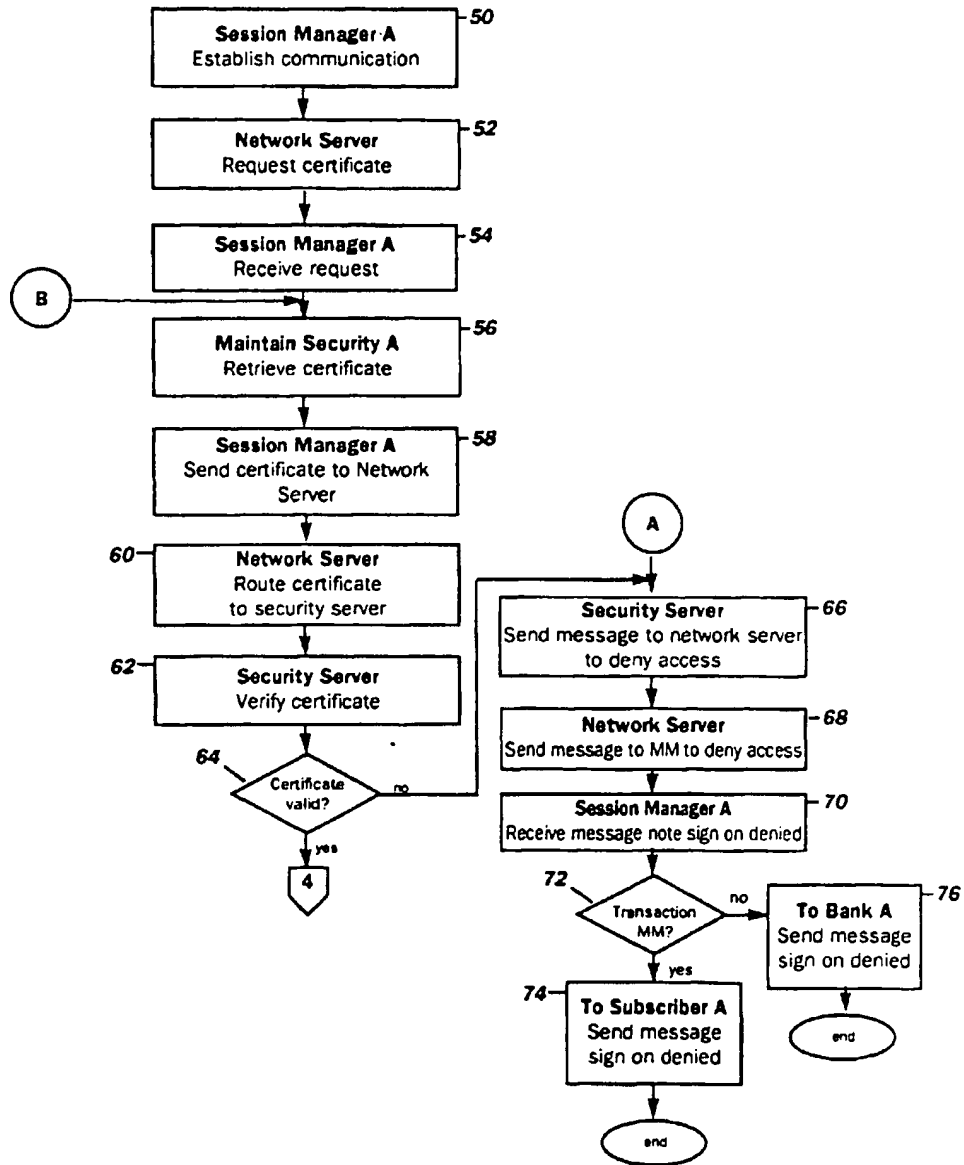 50
Session Manager A
Establish communication
52
Network Server
Request certificate
54
Session Manager A
Receive request
B
56
Maintain Security A
Retrieve certificate
58
Session Manager A
Send certificate to Network
Server
60
Network Server
Route certificate
to security server
62
Security Server
Verify certificate
64
Certificate
valid?
no
yes
4
A
66
Security Server
Send message to network server
to deny access
68
Network Server
Send message to MM to deny access
70
Session Manager A
Receive message note sign on denied
72
Transaction
MM?
no
yes
76
To Bank A
Send message
sign on denied
end
74
To Subscriber A
Send message
sign on denied
end